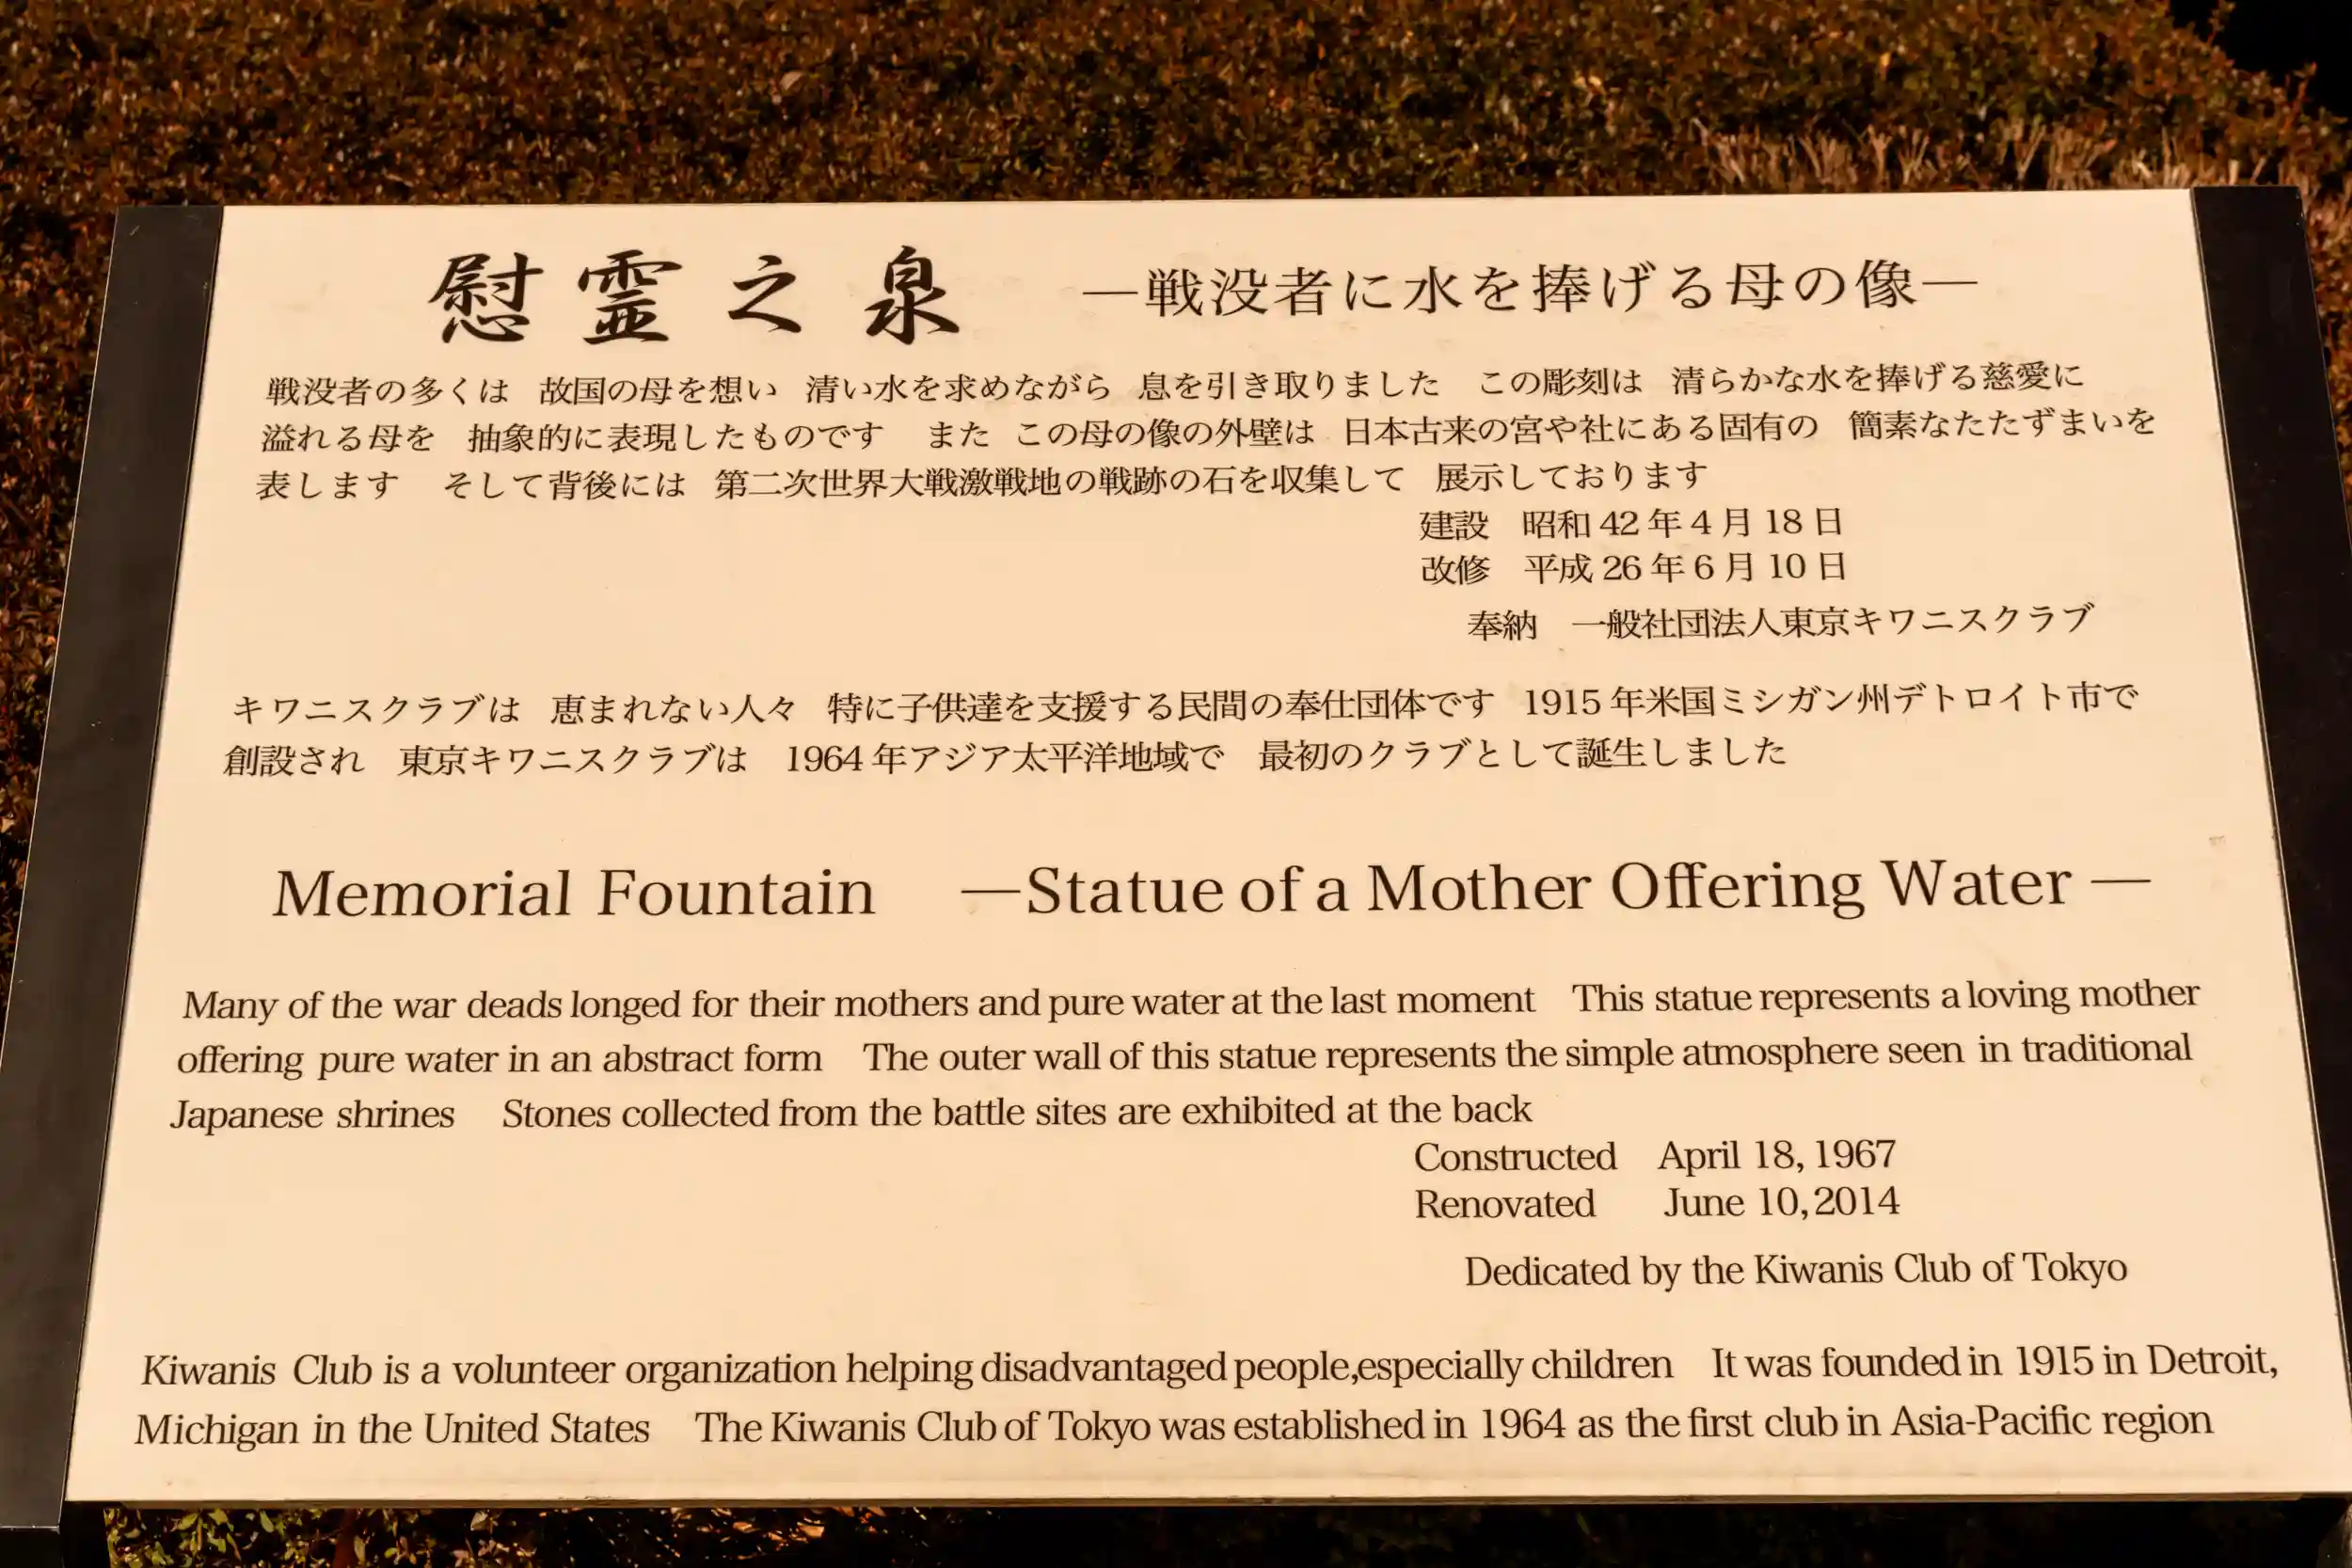 慰霊之泉 ―戦没者に水を捧げる母の像―
戦没者の多くは 故国の母を想い 清い水を求めながら 息を引き取りました この彫刻は 清らかな水を捧げる慈愛に
溢れる母を 抽象的に表現したものです また この母の像の外壁は 日本古来の宮や社にある固有の 簡素なたたずまいを
表します そして背後には 第二次世界大戦激戦地の戦跡の石を収集して 展示しております
建設 昭和42年4月18日
改修 平成26年6月10日
奉納 一般社団法人東京キワニスクラブ
キワニスクラブは 恵まれない人々 特に子供達を支援する民間の奉仕団体です 1915年米国ミシガン州デトロイト市で
創設され 東京キワニスクラブは 1964年アジア太平洋地域で 最初のクラブとして誕生しました
Memorial Fountain —Statue of a Mother Offering Water —
Many of the war deads longed for their mothers and pure water at the last moment This statue represents a loving mother
offering pure water in an abstract form The outer wall of this statue represents the simple atmosphere seen in traditional
Japanese shrines Stones collected from the battle sites are exhibited at the back
Constructed April 18, 1967
Renovated June 10,2014
Dedicated by the Kiwanis Club of Tokyo
Kiwanis Club is a volunteer organization helping disadvantaged people,especially children It was founded in 1915 in Detroit,
Michigan in the United States The Kiwanis Club of Tokyo was established in 1964 as the first club in Asia-Pacific region